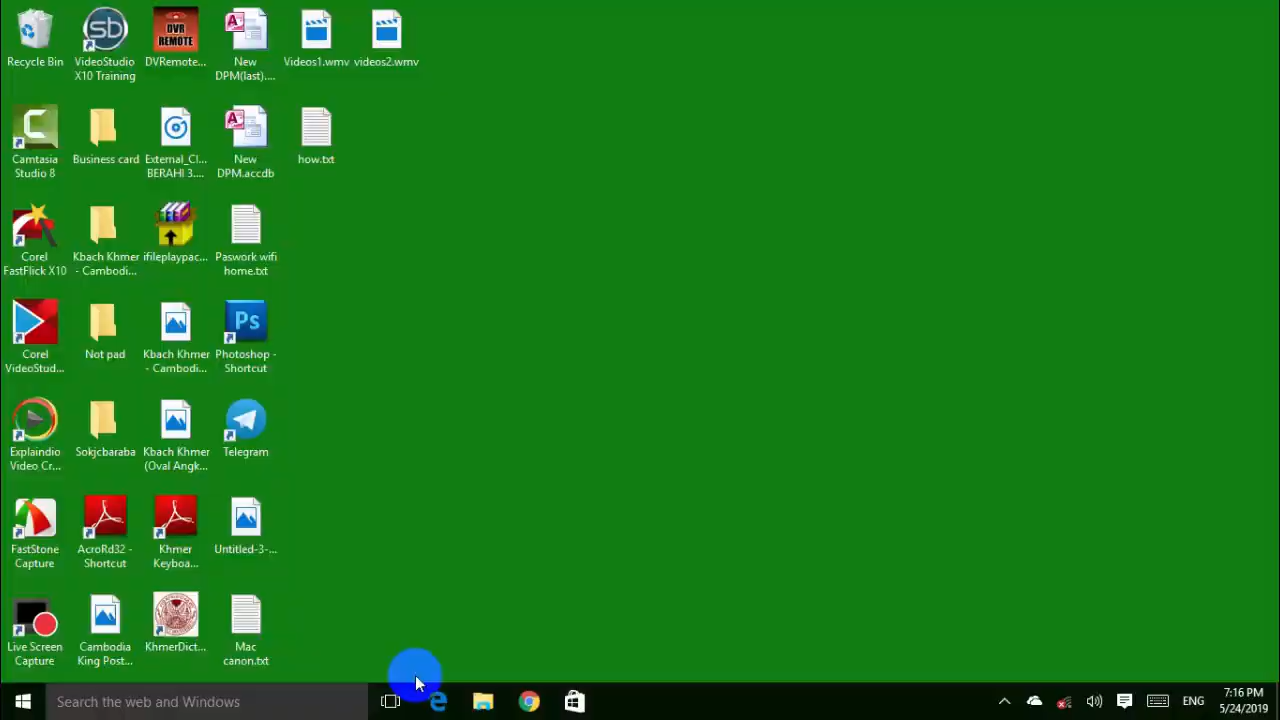 Recycle Bin
VideoStudio
X10 Training
DVR
REMOTE
DVRemote...
New
DPM(last)....
Videos1.wmv
videos2.wmv
Camtasia
Studio 8
Business card
External_Cl...
BERAHI 3....
New
DPM.accdb
how.txt
Corel
FastFlick X10
Kbach Khmer
- Cambodi...
ifileplaypac...
Paswork wifi
home.txt
Corel
VideoStud...
Not pad
Kbach Khmer
- Cambodi...
Ps
Photoshop -
Shortcut
Explaindio
Video Cr...
Sokjcbaraba
Kbach Khmer
(Oval Angk...
Telegram
FastStone
Capture
AcroRd32 -
Shortcut
Khmer
Keyboa...
Untitled-3-...
Live Screen
Capture
Cambodia
King Post...
KhmerDict...
Mac
canon.txt
Search the web and Windows
ENG
7:16 PM
5/24/2019